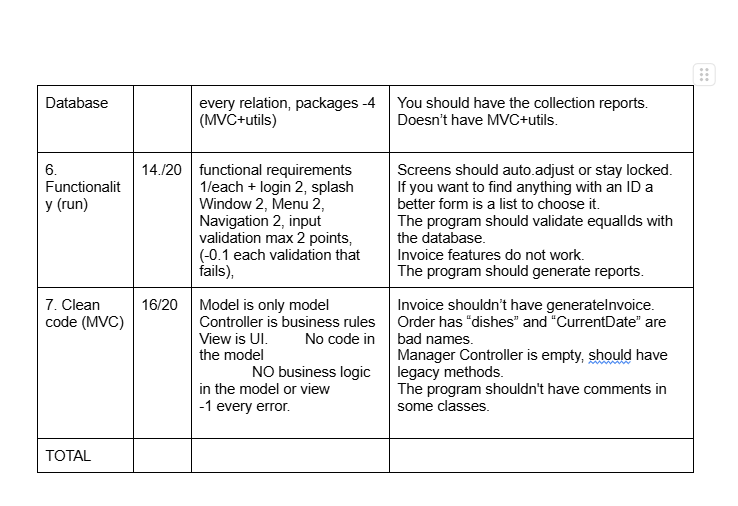 Database
every relation, packages -4
(MVC+utils)
You should have the collection reports.
Doesn't have MVC+utils.
6.
Functionalit
y (run)
14./20
functional requirements
1/each + login 2, splash
Window 2, Menu 2,
Navigation 2, input
validation max 2 points,
(-0.1 each validation that
fails),
Screens should auto.adjust or stay locked.
If you want to find anything with an ID a
better form is a list to choose it.
The program should validate equalIds with
the database.
Invoice features do not work.
The program should generate reports.
7. Clean
code (MVC)
16/20
Model is only model
Controller is business rules
View is UI. No code in
the model
NO business logic
in the model or view
-1 every error.
Invoice shouldn't have generateInvoice.
Order has “dishes” and “CurrentDate” are
bad names.
Manager Controller is empty, should have
legacy methods.
The program shouldn't have comments in
some classes.
TOTAL